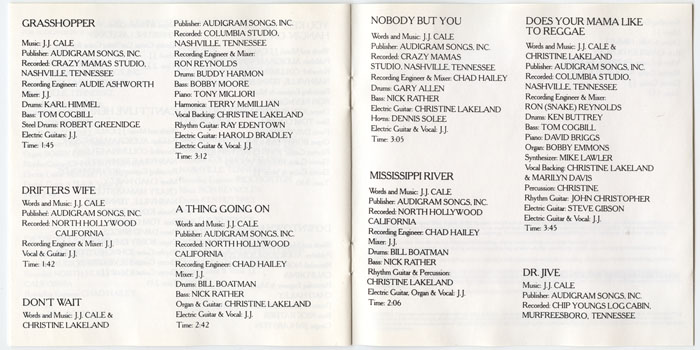 GRASSHOPPER
Music: J.J. CALE
Publisher: AUDIGRAM SONGS, INC.
Recorded: CRAZY MAMAS STUDIO,
NASHVILLE, TENNESSEE
Recording Engineer: AUDIE ASHWORTH
Mixer: J.J.
Drums: KARL HIMMEL
Bass: TOM COGBILL
Steel Drums: ROBERT GREENIDGE
Electric Guitars: J.J.
Time: 1:45
DRIFTERS WIFE
Words and Music: J.J. CALE
Publisher: AUDIGRAM SONGS, INC.
Recorded: NORTH HOLLYWOOD
CALIFORNIA
Recording Engineer & Mixer: J.J.
Vocal & Guitar: J.J.
Time: 1:42
DON'T WAIT
Words and Music: J.J. CALE &
CHRISTINE LAKELAND
Publisher: AUDIGRAM SONGS, INC.
Recorded: COLUMBIA STUDIO,
NASHVILLE, TENNESSEE
Recording Engineer & Mixer:
RON REYNOLDS
Drums: BUDDY HARMON
Bass: BOBBY MOORE
Piano: TONY MIGLIORI
Harmonica: TERRY McMILLIAN
Vocal Backing: CHRISTINE LAKELAND
Rhythm Guitar: RAY EDENTOWN
Electric Guitar: HAROLD BRADLEY
Electric Guitar & Vocal: J.J.
Time: 3:12
A THING GOING ON
Words and Music: J.J. CALE
Publisher: AUDIGRAM SONGS, INC.
Recorded: NORTH HOLLYWOOD
CALIFORNIA
Recording Engineer: CHAD HAILEY
Mixer: J.J.
Drums: BILL BOATMAN
Bass: NICK RATHER
Organ & Guitar: CHRISTINE LAKELAND
Electric Guitar & Vocal: J.J.
Time: 2:42
NOBODY BUT YOU
Words and Music: J.J. CALE
Publisher: AUDIGRAM SONGS, INC.
Recorded: CRAZY MAMAS
STUDIO, NASHVILLE, TENNESSEE
Recording Engineer & Mixer: CHAD HAILEY
Drums: GARY ALLEN
Bass: NICK RATHER
Electric Guitar: CHRISTINE LAKELAND
Horns: DENNIS SOLEE
Electric Guitar & Vocal: J.J.
Time: 3:05
MISSISSIPPI RIVER
Words and Music: J.J. CALE
Publisher: AUDIGRAM SONGS, INC.
Recorded: NORTH HOLLYWOOD
CALIFORNIA
Recording Engineer: CHAD HAILEY
Mixer: J.J.
Drums: BILL BOATMAN
Bass: NICK RATHER
Rhythm Guitar & Percussion:
CHRISTINE LAKELAND
Electric Guitar, Organ & Vocal: J.J.
Time: 2:06
DOES YOUR MAMA LIKE
TO REGGAE
Words and Music: J.J. CALE &
CHRISTINE LAKELAND
Publisher: AUDIGRAM SONGS, INC.
Recorded: COLUMBIA STUDIO,
NASHVILLE, TENNESSEE
Recording Engineer & Mixer:
RON (SNAKE) REYNOLDS
Drums: KEN BUTTREY
Bass: TOM COGBILL
Piano: DAVID BRIGGS
Organ: BOBBY EMMONS
Synthesizer: MIKE LAWLER
Vocal Backing: CHRISTINE LAKELAND
& MARILYN DAVIS
Percussion: CHRISTINE
Rhythm Guitar: JOHN CHRISTOPHER
Electric Guitar: STEVE GIBSON
Electric Guitar & Vocal: J.J.
Time: 3:45
DR. JIVE
Music: J.J. CALE
Publisher: AUDIGRAM SONGS, INC.
Recorded: CHIP YOUNGS LOG CABIN,
MURFREESBORO, TENNESSEE